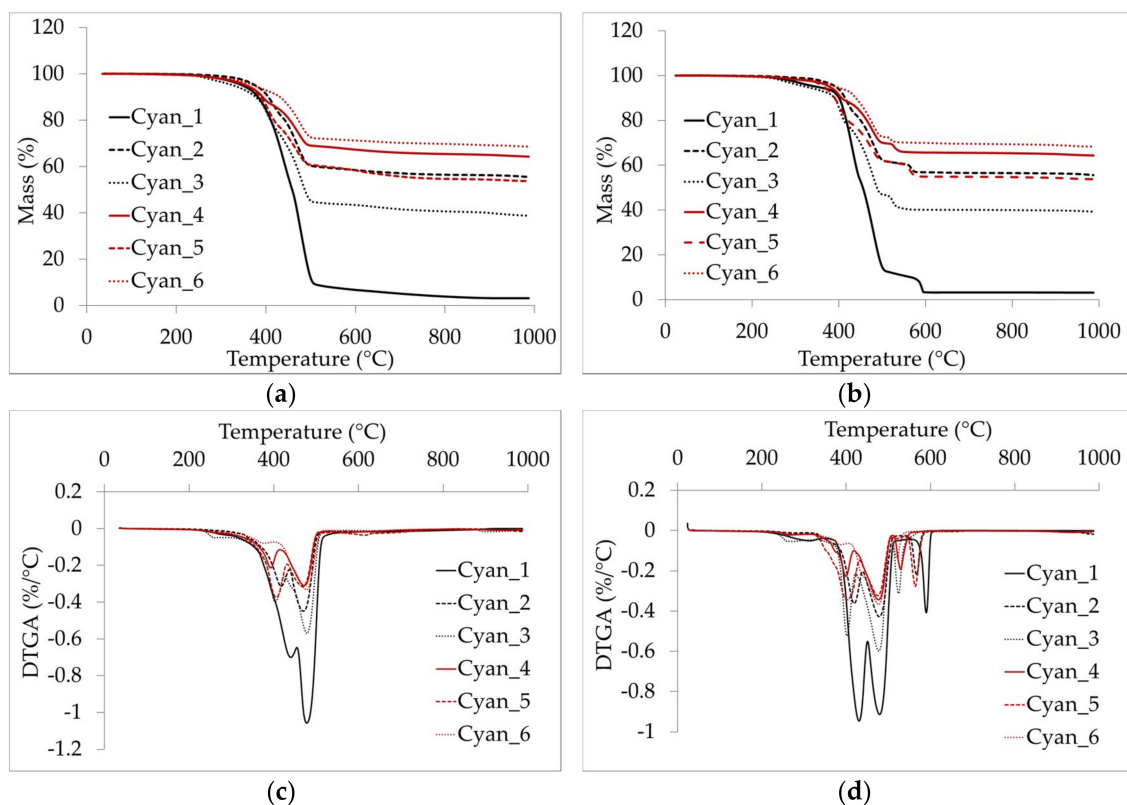 120
100
80
60
40
20
0
Mass (%)
Cyan_1
Cyan_2
Cyan_3
Cyan_4
Cyan_5
Cyan_6
0 200 400 600 800 1000
Temperature (°C)
(a)
120
100
80
60
40
20
0
Mass (%)
Cyan_1
Cyan_2
Cyan_3
Cyan_4
Cyan_5
Cyan_6
0 200 400 600 800 1000
Temperature (°C)
(b)
Temperature (°C)
0 200 400 600 800 1000
0.2
0
-0.2
-0.4
-0.6
-0.8
-1
-1.2
DTGA (%/°C)
Cyan_1
Cyan_2
Cyan_3
Cyan_4
Cyan_5
Cyan_6
(c)
Temperature (°C)
0 200 400 600 800 1000
0.2
0
-0.2
-0.4
-0.6
-0.8
-1
DTGA (%/°C)
Cyan_1
Cyan_2
Cyan_3
Cyan_4
Cyan_5
Cyan_6
(d)